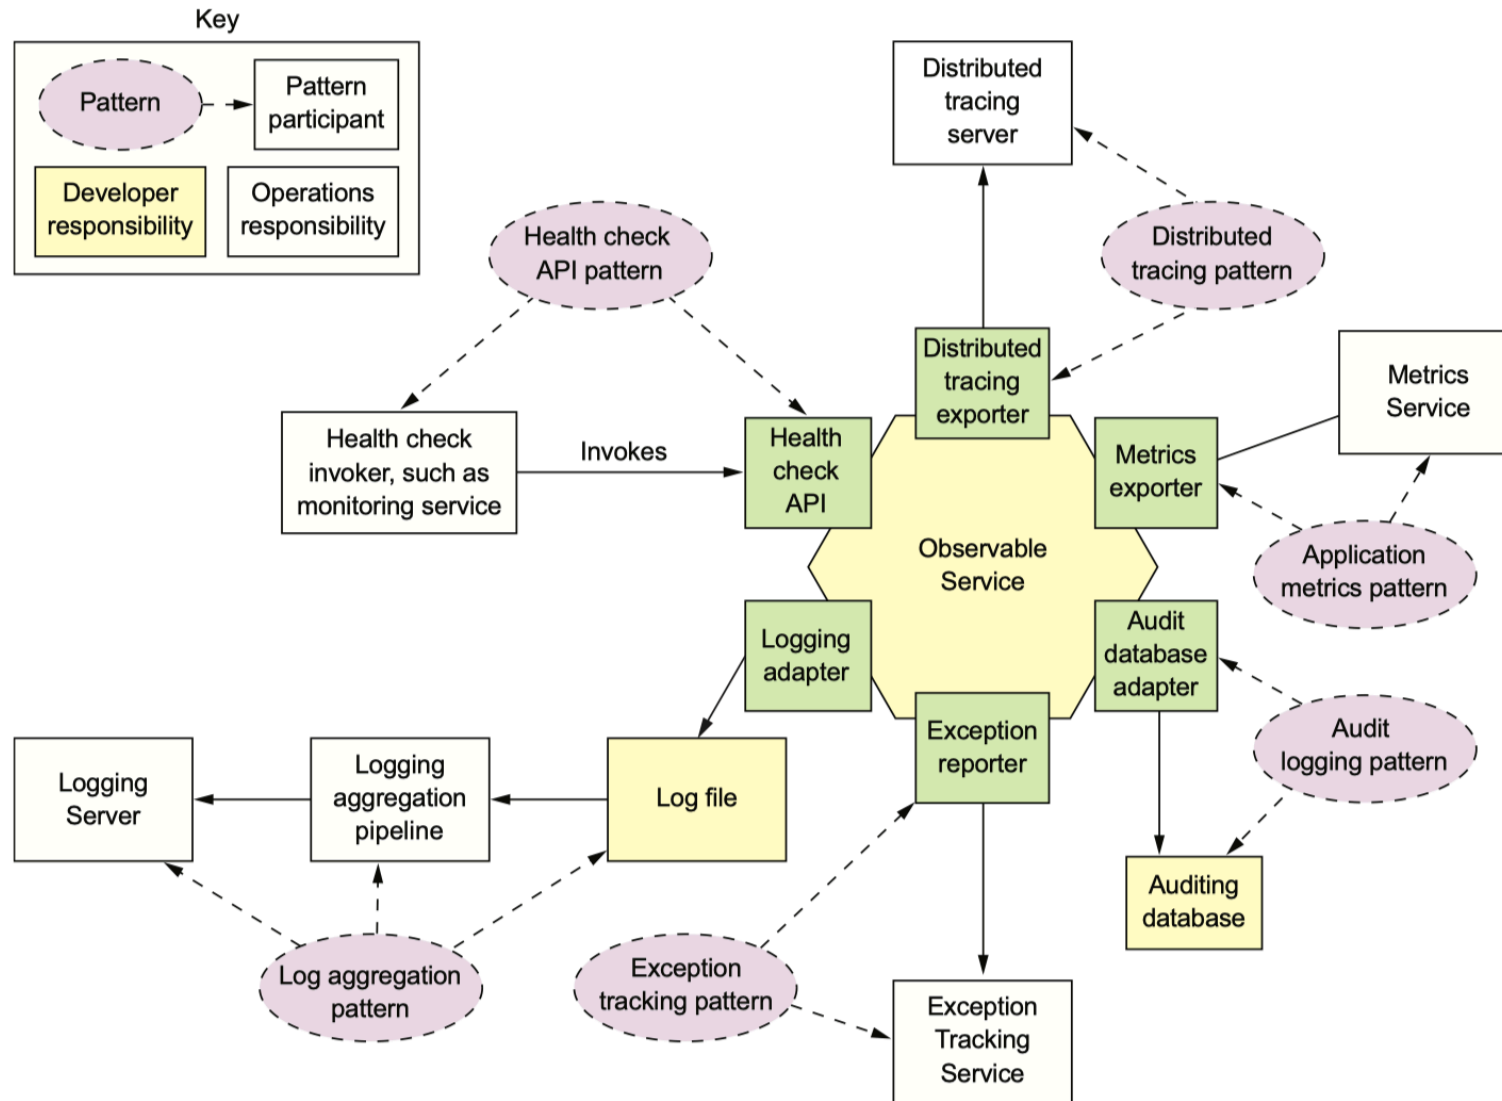 Key
Pattern
Pattern
participant
Developer
responsibility
Operations
responsibility
Distributed
tracing
server
Health check
API pattern
Distributed
tracing pattern
Distributed
tracing
exporter
Metrics
Service
Health check
invoker, such as
monitoring service
Invokes
Health
check
API
Metrics
exporter
Observable
Service
Application
metrics pattern
Logging
adapter
Audit
database
adapter
Exception
reporter
Audit
logging pattern
Logging
Server
Logging
aggregation
pipeline
Log file
Auditing
database
Log aggregation
pattern
Exception
tracking pattern
Exception
Tracking
Service